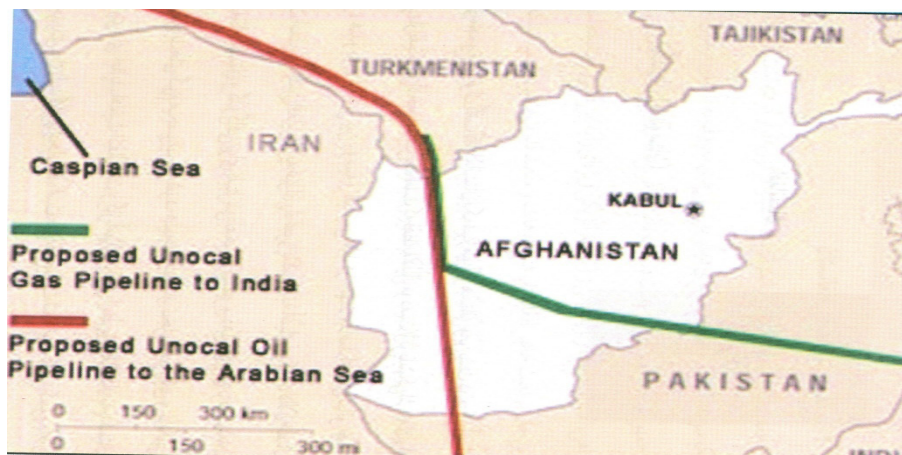 TAJIKISTAN
TURKMENISTAN
IRAN
Caspian Sea
KABUL
AFGHANISTAN
Proposed Unocal
Gas Pipeline to India
Proposed Unocal Oil
Pipeline to the Arabian Sea
PAKISTAN
0 150 300 km
0 150 300 mi